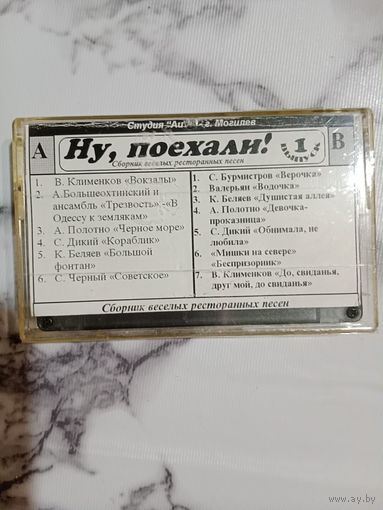 Студия "Аи" г. Могилев
A
Ну, поехали!
1
ВЫПУСК
B
Сборник веселых ресторанных песен
1. В. Клименков «Вокзалы»
2. А.Большеохтинский и
ансамбль «Трезвость» -«В
Одессу к землякам»
3. А. Полотно «Черное море»
4. С. Дикий «Кораблик»
5. К. Беляев «Большой
фонтан»
6. С. Черный «Советское»
1. С. Бурмистров «Верочка»
2. Валерьян «Водочка»
3. К. Беляев «Душистая аллея»
4. А. Полотно «Девочка-
проказница»
5. С. Дикий «Обнимала, не
любила»
6. «Мишки на севере»
«Беспризорник»
7. В. Клименков «До, свиданья,
друг мой, до свиданья»
Сборник веселых ресторанных песен
www.ay.by